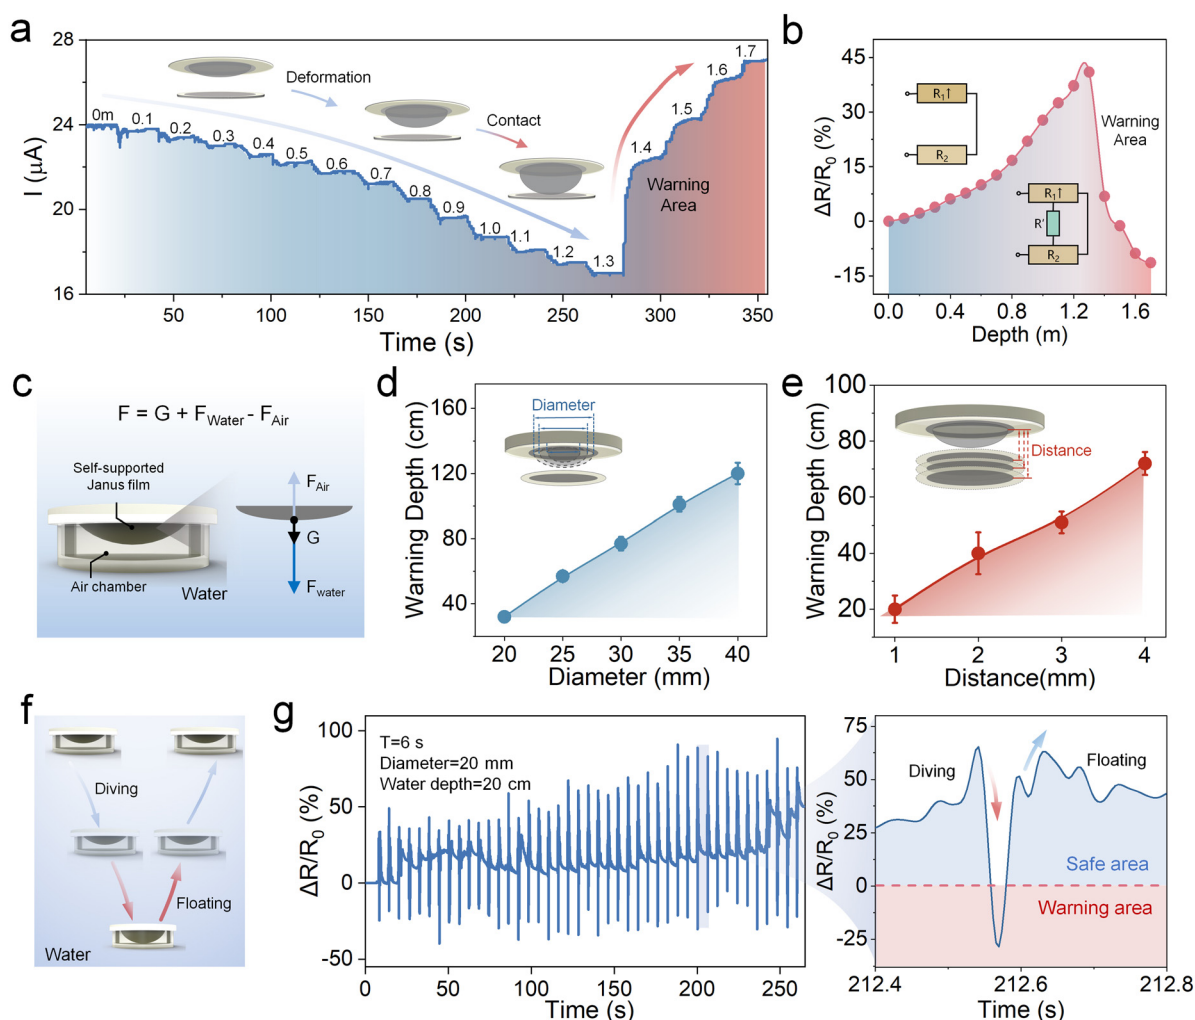 a
28
24
20
16
I (μA)
0m
0.1
0.2
0.3
0.4
0.5
0.6
0.7
0.8
0.9
1.0
1.1
1.2
1.3
1.4
1.5
1.6
1.7
Deformation
Contact
Warning
Area
0
50
100
150
200
250
300
350
Time (s)
b
45
30
15
0
-15
ΔR/R₀ (%)
R₁↑
R₂
Warning
Area
R₁↑
R'
R₂
0.0
0.4
0.8
1.2
1.6
Depth (m)
c
F = G + F_Water - F_Air
Self-supported
Janus film
Air chamber
Water
F_Air
G
F_water
d
160
120
80
40
Warning Depth (cm)
Diameter
20
25
30
35
40
Diameter (mm)
e
100
80
60
40
20
Warning Depth (cm)
Distance
1
2
3
4
Distance(mm)
f
Diving
Floating
Water
g
100
50
0
-50
ΔR/R₀ (%)
T=6 s
Diameter=20 mm
Water depth=20 cm
0
50
100
150
200
250
Time (s)
75
50
25
0
-25
ΔR/R₀ (%)
Diving
Floating
Safe area
Warning area
212.4
212.6
212.8
Time (s)